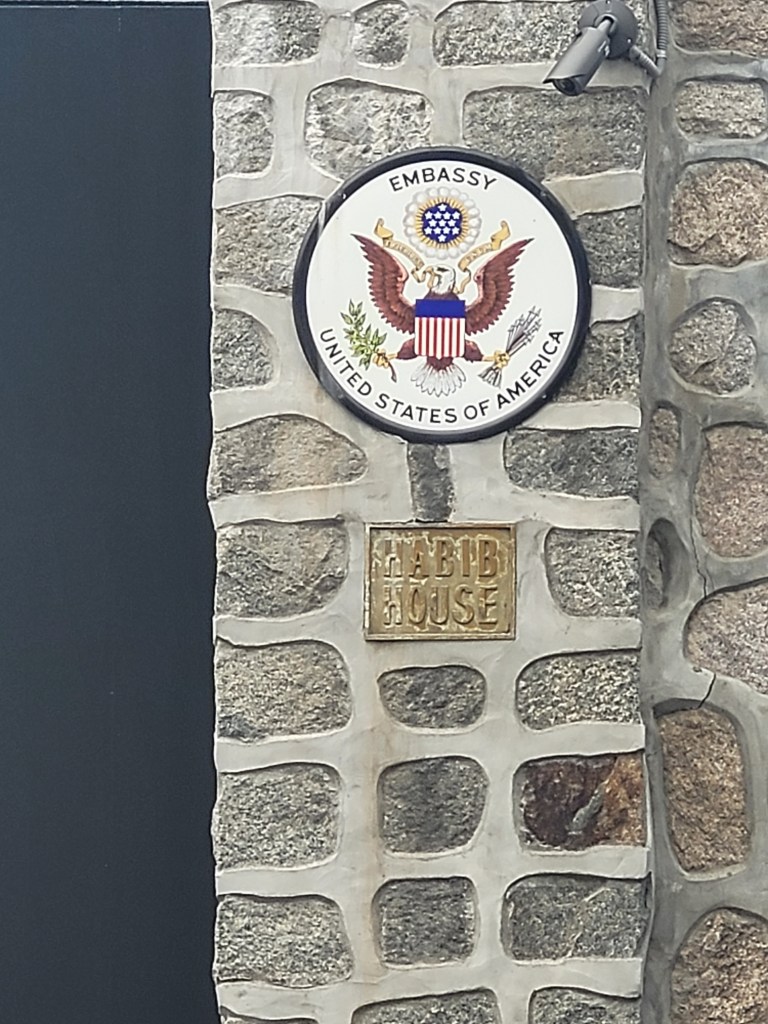 EMBASSY
UNITED STATES OF AMERICA
HABIB
HOUSE